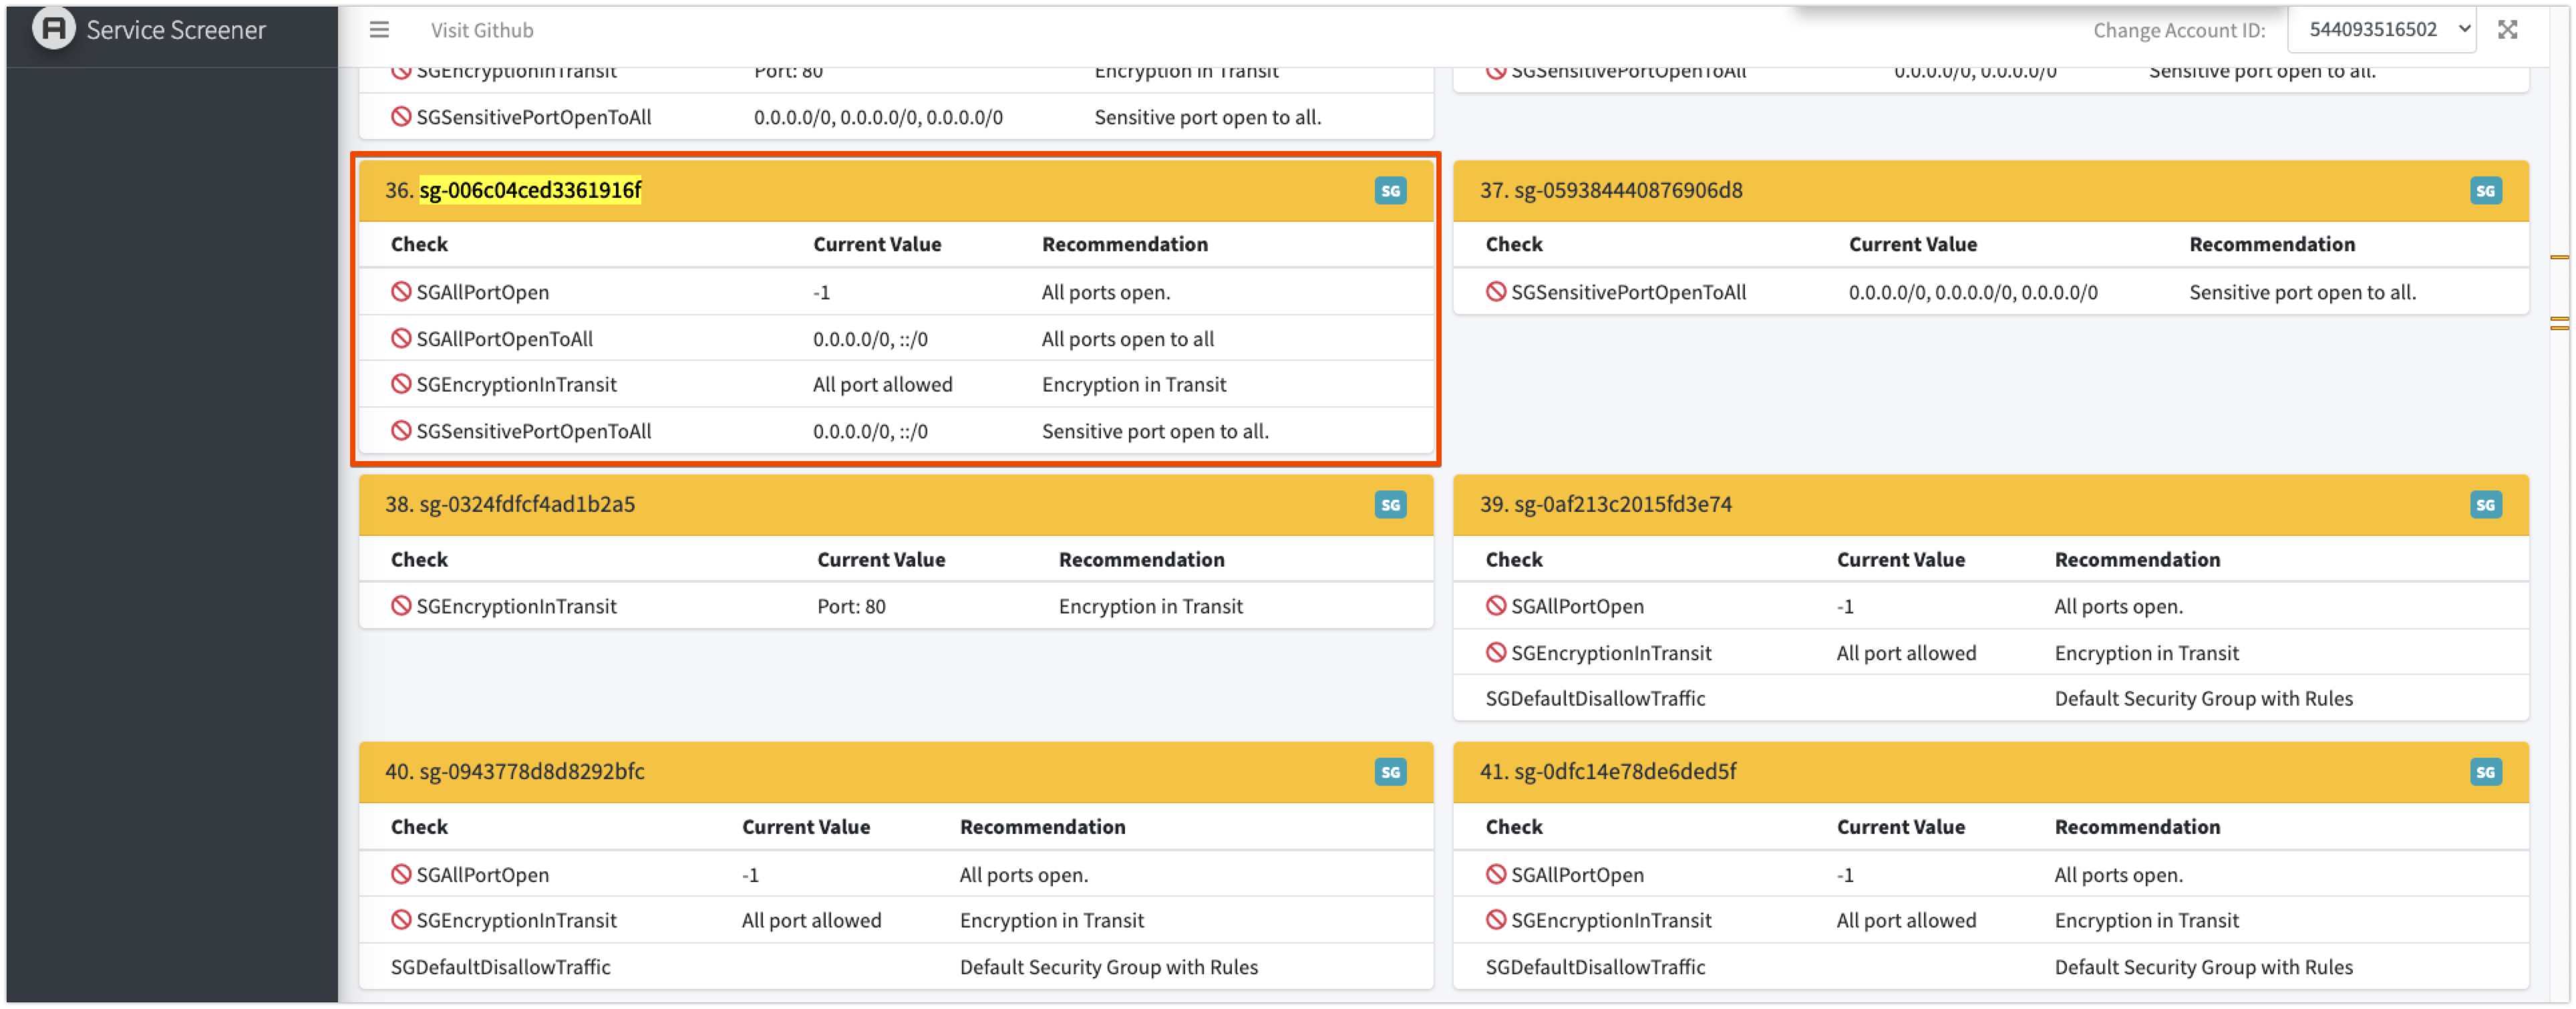 Service Screener
Visit Github
Change Account ID: 544093516502
SGEncryptionInTransit Port: 80 Encryption in Transit
SGSensitivePortOpenToAll 0.0.0.0/0, 0.0.0.0/0, 0.0.0.0/0 Sensitive port open to all.
SGSensitivePortOpenToAll 0.0.0.0/0, 0.0.0.0/0 Sensitive port open to all.
36. sg-006c04ced3361916f SG
Check Current Value Recommendation
SGAllPortOpen -1 All ports open.
SGAllPortOpenToAll 0.0.0.0/0, ::/0 All ports open to all
SGEncryptionInTransit All port allowed Encryption in Transit
SGSensitivePortOpenToAll 0.0.0.0/0, ::/0 Sensitive port open to all.
37. sg-059384440876906d8 SG
Check Current Value Recommendation
SGSensitivePortOpenToAll 0.0.0.0/0, 0.0.0.0/0, 0.0.0.0/0 Sensitive port open to all.
38. sg-0324fdfcf4ad1b2a5 SG
Check Current Value Recommendation
SGEncryptionInTransit Port: 80 Encryption in Transit
39. sg-0af213c2015fd3e74 SG
Check Current Value Recommendation
SGAllPortOpen -1 All ports open.
SGEncryptionInTransit All port allowed Encryption in Transit
SGDefaultDisallowTraffic Default Security Group with Rules
40. sg-0943778d8d8292bfc SG
Check Current Value Recommendation
SGAllPortOpen -1 All ports open.
SGEncryptionInTransit All port allowed Encryption in Transit
SGDefaultDisallowTraffic Default Security Group with Rules
41. sg-0dfc14e78de6ded5f SG
Check Current Value Recommendation
SGAllPortOpen -1 All ports open.
SGEncryptionInTransit All port allowed Encryption in Transit
SGDefaultDisallowTraffic Default Security Group with Rules